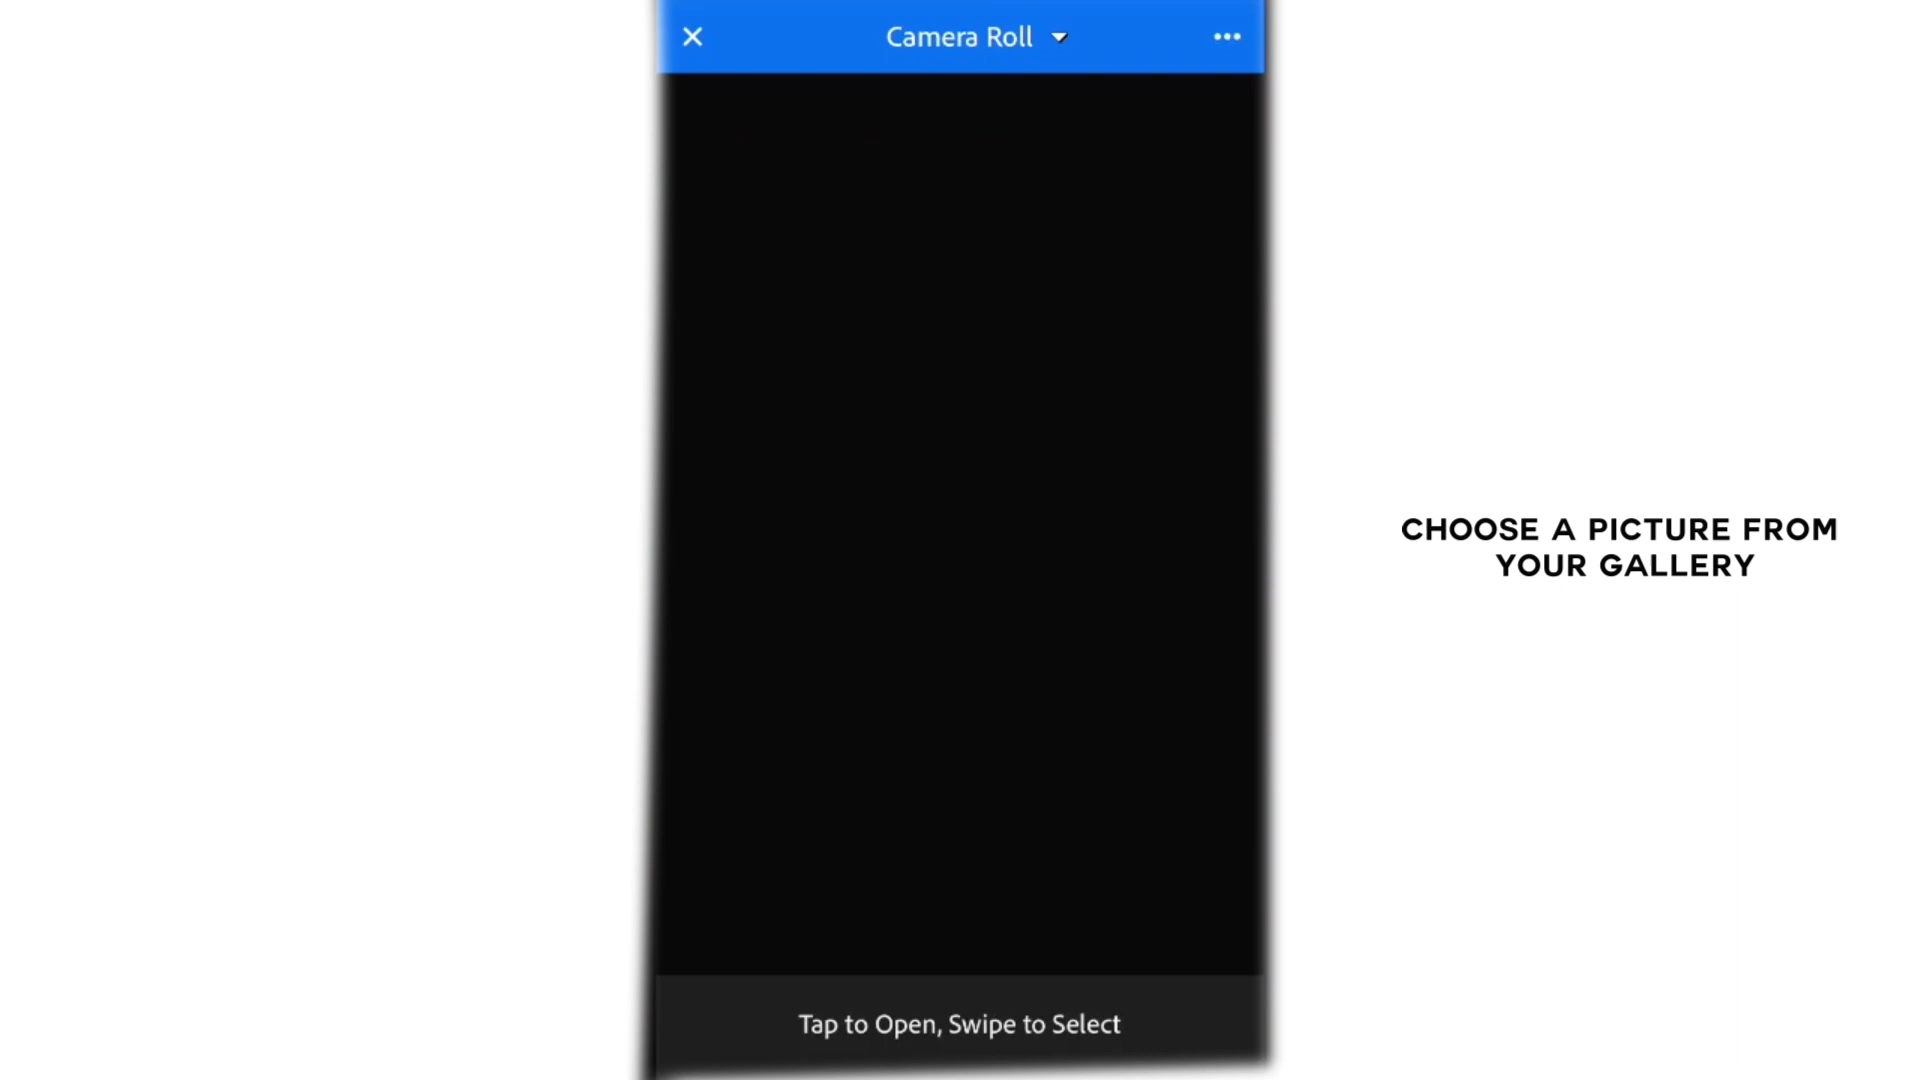 Camera Roll
CHOOSE A PICTURE FROM
YOUR GALLERY
Tap to Open, Swipe to Select